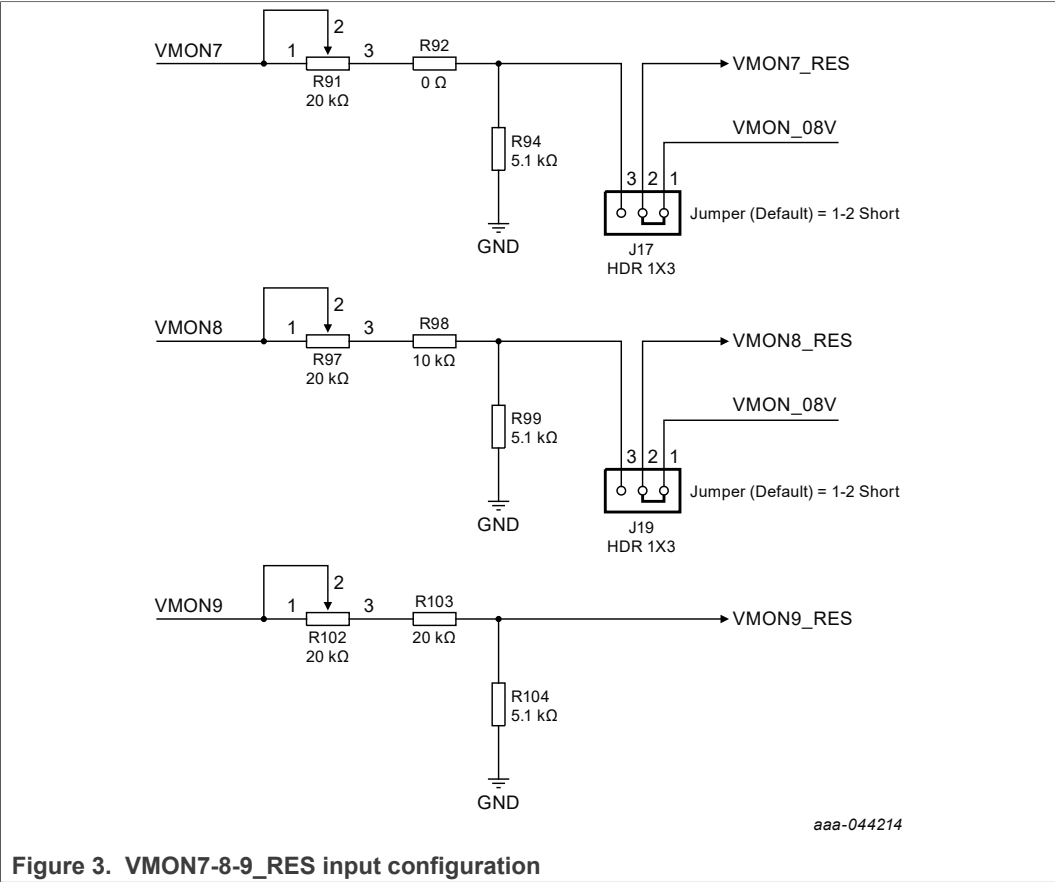 2
VMON7
1
3
R92
VMON7_RES
R91
20 kΩ
0 Ω
VMON_08V
R94
5.1 kΩ
3 2 1
Jumper (Default) = 1-2 Short
GND
J17
HDR 1X3
2
VMON8
1
3
R98
VMON8_RES
R97
20 kΩ
10 kΩ
VMON_08V
R99
5.1 kΩ
3 2 1
Jumper (Default) = 1-2 Short
GND
J19
HDR 1X3
2
VMON9
1
3
R103
VMON9_RES
R102
20 kΩ
20 kΩ
R104
5.1 kΩ
GND
aaa-044214
Figure 3. VMON7-8-9_RES input configuration